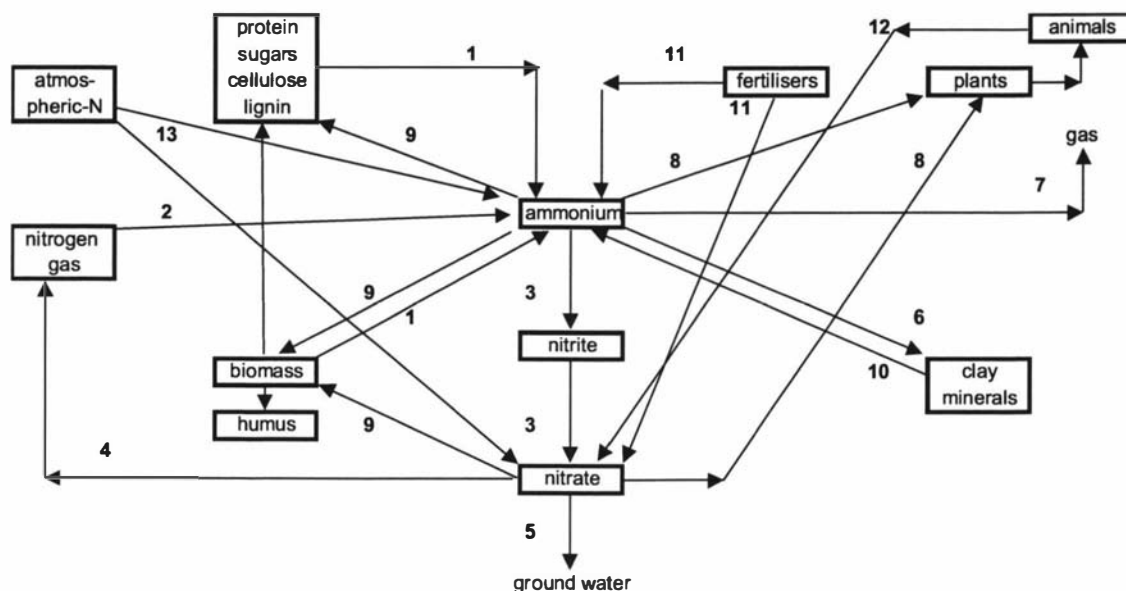 protein
sugars
cellulose
lignin
1
12
animals
atmos-
pheric-N
11
fertilisers
plants
13
9
11
8
8
gas
2
7
ammonium
nitrogen
gas
9
3
6
1
nitrite
biomass
10
clay
minerals
humus
9
3
4
nitrate
5
ground water